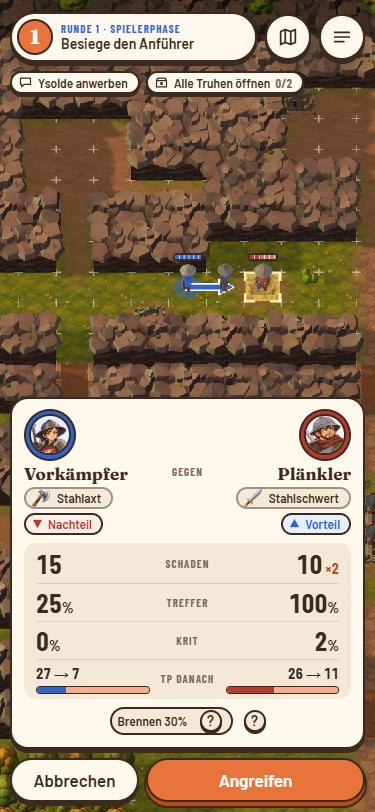 1
RUNDE 1 · SPIELERPHASE
Besiege den Anführer
Ysolde anwerben
Alle Truhen öffnen 0/2
Vorkämpfer GEGEN Plänkler
Stahlaxt Stahlschwert
▼ Nachteil ▲ Vorteil
15 SCHADEN 10 ×2
25% TREFFER 100%
0% KRIT 2%
27 → 7 TP DANACH 26 → 11
Brennen 30% ? ?
Abbrechen Angreifen